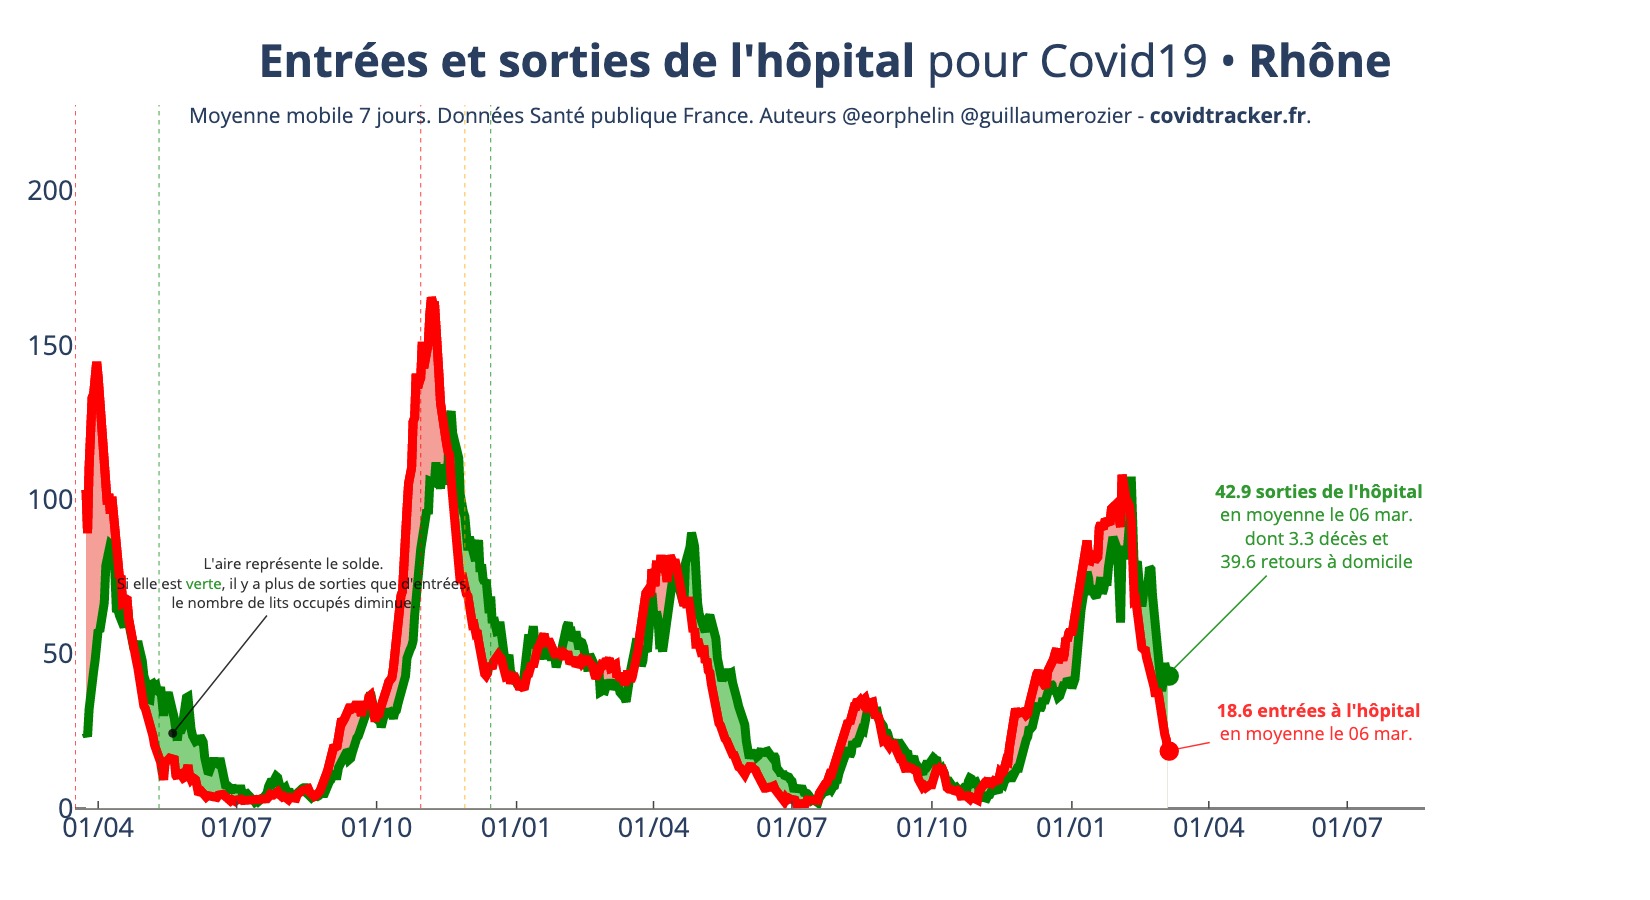 Entrées et sorties de l'hôpital pour Covid19 • Rhône
Moyenne mobile 7 jours. Données Santé publique France. Auteurs @eorphelin @guillaumerozier - covidtracker.fr.
200
150
100
50
0
42.9 sorties de l'hôpital
en moyenne le 06 mar.
dont 3.3 décès et
39.6 retours à domicile
L'aire représente le solde.
Si elle est verte, il y a plus de sorties que d'entrées,
le nombre de lits occupés diminue.
18.6 entrées à l'hôpital
en moyenne le 06 mar.
01/04 01/07 01/10 01/01 01/04 01/07 01/10 01/01 01/04 01/07